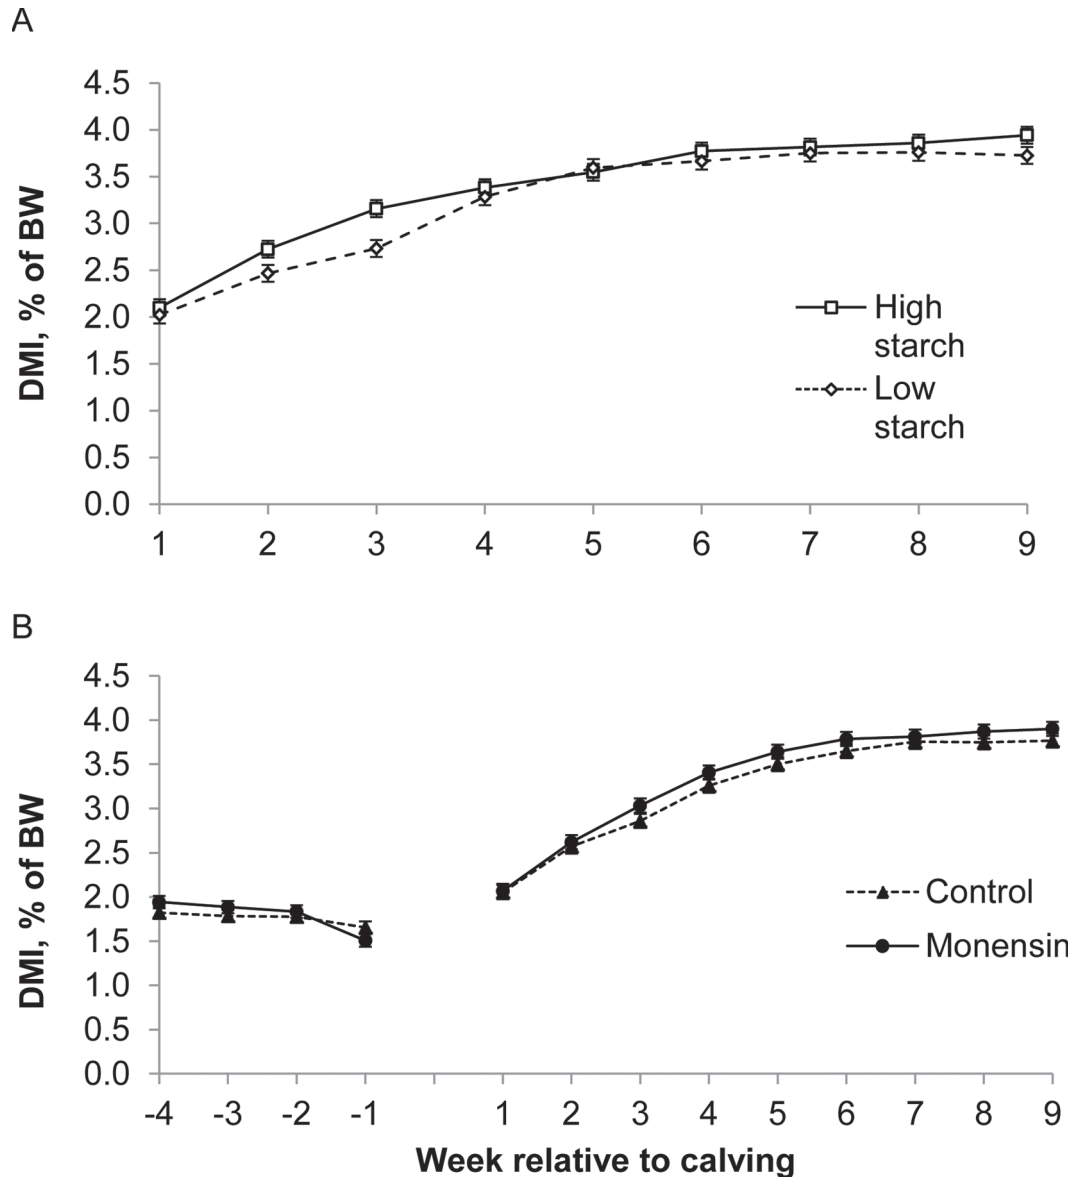 A
4.5
4.0
3.5
3.0
2.5
2.0
1.5
1.0
0.5
0.0
DMI, % of BW
High
starch
Low
starch
1 2 3 4 5 6 7 8 9
B
4.5
4.0
3.5
3.0
2.5
2.0
1.5
1.0
0.5
0.0
DMI, % of BW
Control
Monensin
-4 -3 -2 -1 1 2 3 4 5 6 7 8 9
Week relative to calving